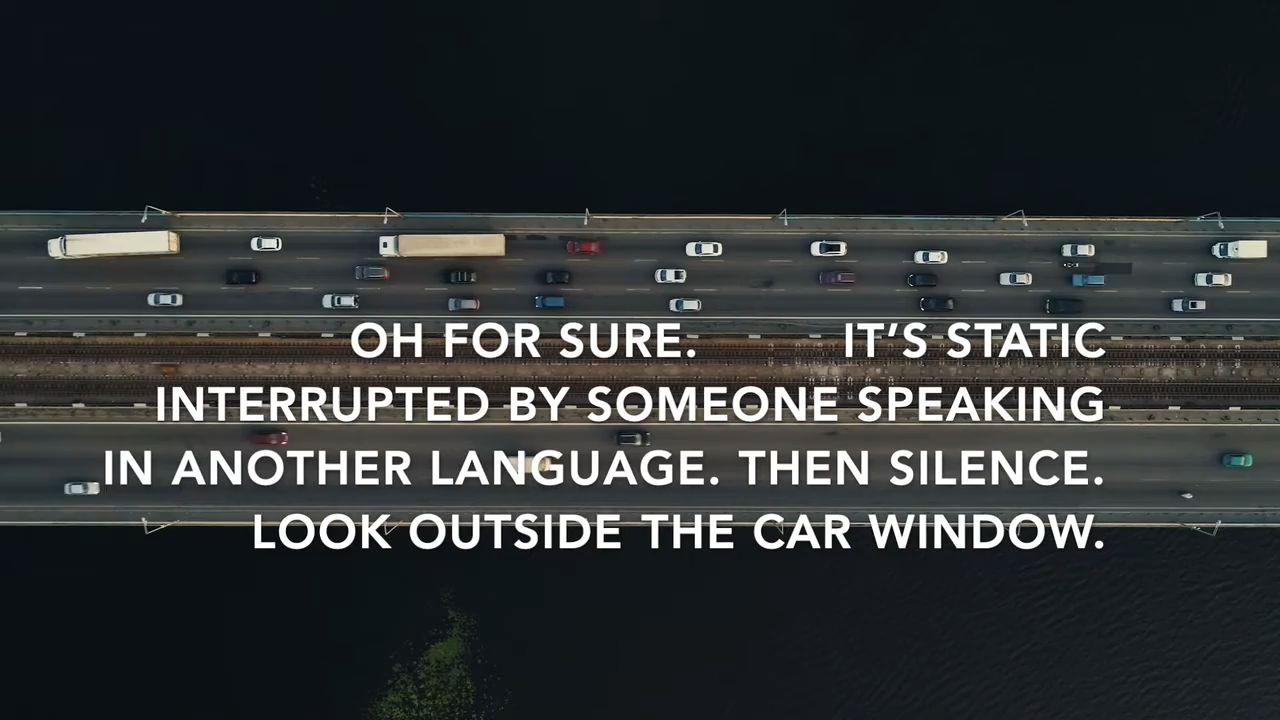 OH FOR SURE. IT’S STATIC
INTERRUPTED BY SOMEONE SPEAKING
IN ANOTHER LANGUAGE. THEN SILENCE.
LOOK OUTSIDE THE CAR WINDOW.